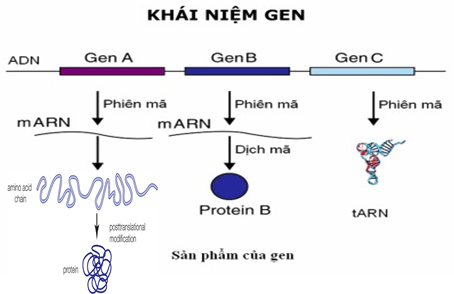 KHÁI NIỆM GEN
ADN Gen A Gen B Gen C
Phiên mã Phiên mã Phiên mã
mARN mARN
Dịch mã
amino acid
chain
Protein B tARN
posttranslational
modification
protein
Sản phẩm của gen